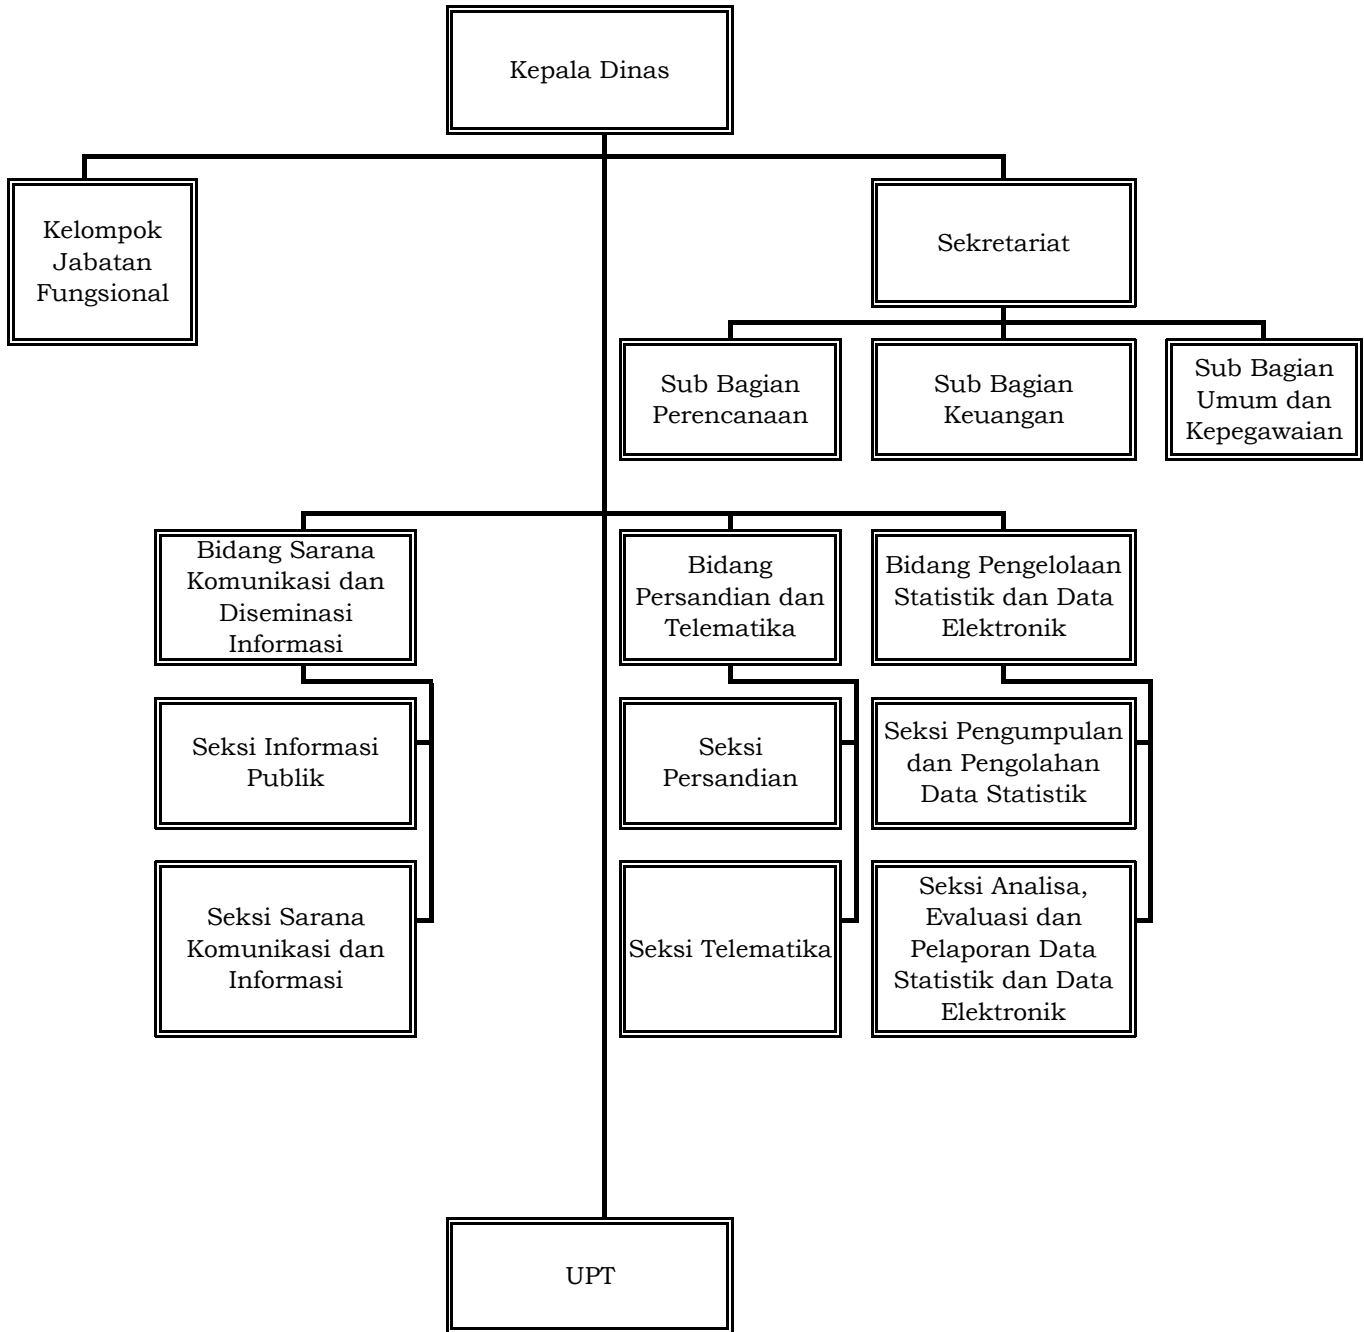 Kepala Dinas
Kelompok
Jabatan
Fungsional
Sekretariat
Sub Bagian
Perencanaan
Sub Bagian
Keuangan
Sub Bagian
Umum dan
Kepegawaian
Bidang Sarana
Komunikasi dan
Diseminasi
Informasi
Bidang
Persandian dan
Telematika
Bidang Pengelolaan
Statistik dan Data
Elektronik
Seksi Informasi
Publik
Seksi
Persandian
Seksi Pengumpulan
dan Pengolahan
Data Statistik
Seksi Sarana
Komunikasi dan
Informasi
Seksi Telematika
Seksi Analisa,
Evaluasi dan
Pelaporan Data
Statistik dan Data
Elektronik
UPT